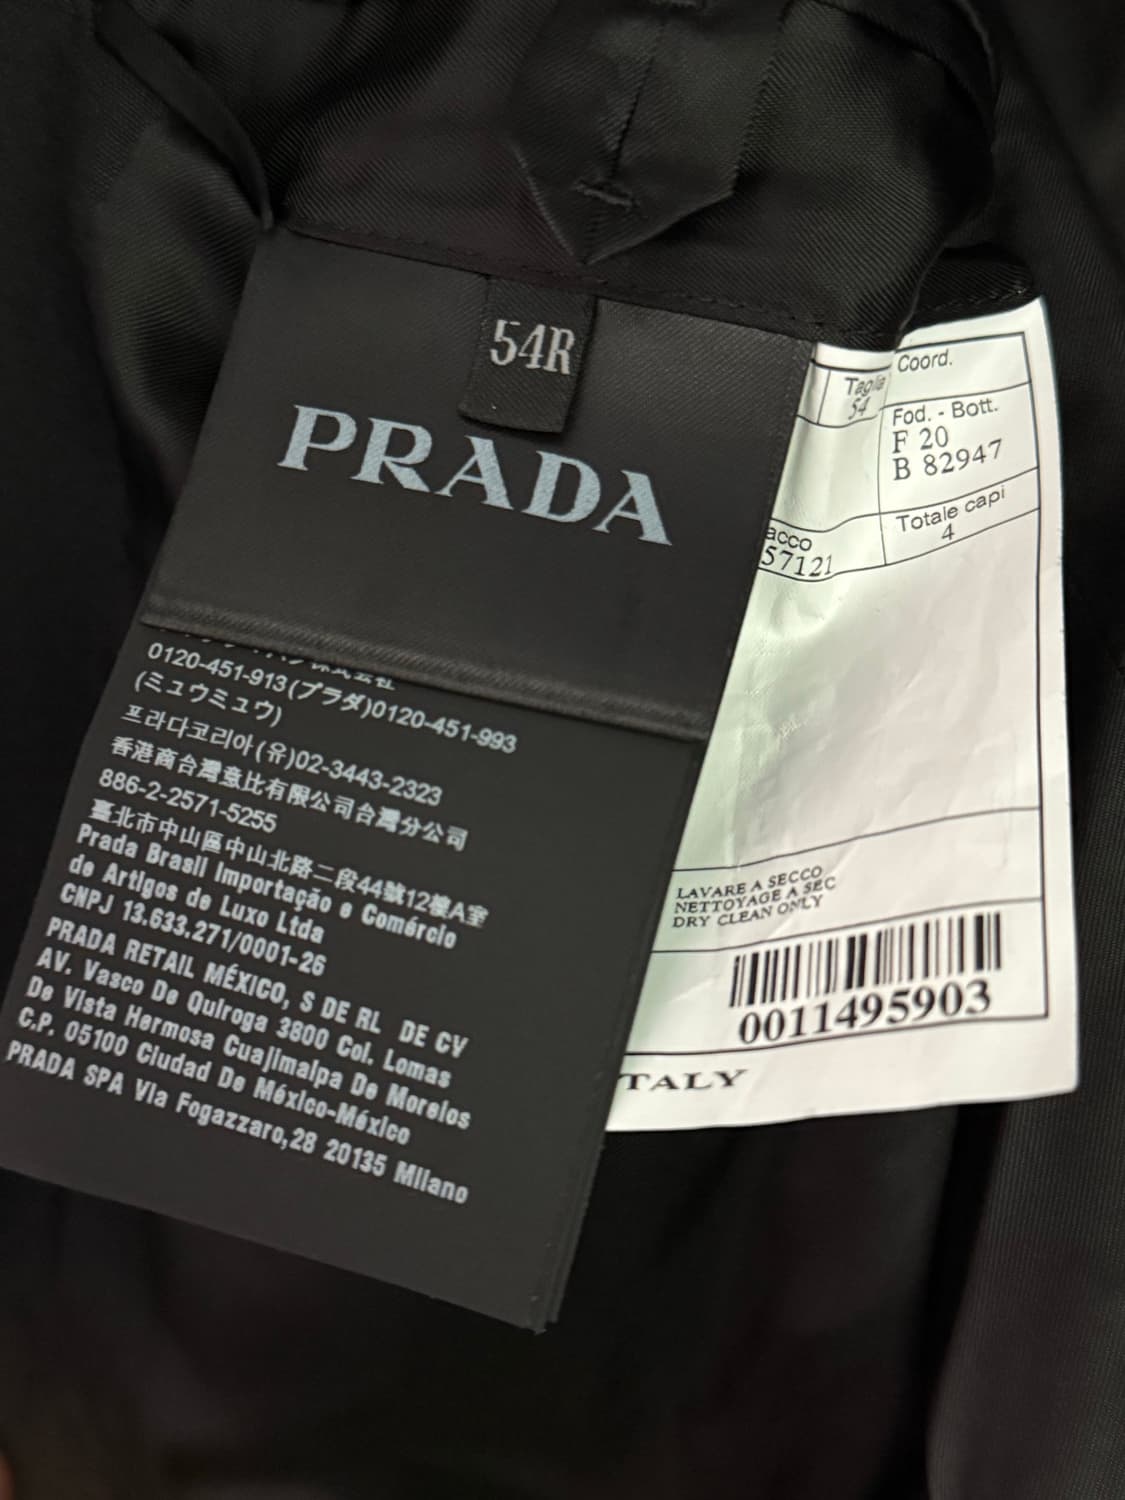 54R
PRADA
0120-451-913(プラダ)0120-451-993
(ミュウミュウ)
프라다코리아(유)02-3443-2323
香港商台灣意比有限公司台灣分公司
886-2-2571-5255
臺北市中山區中山北路二段44號12樓A室
Prada Brasil Importação e Comércio
de Artigos de Luxo Ltda
CNPJ 13.633.271/0001-26
PRADA RETAIL MÉXICO, S DE RL DE CV
AV. Vasco De Quiroga 3800 Col. Lomas
De Vista Hermosa Cuajimalpa De Morelos
C.P. 05100 Ciudad De México-México
PRADA SPA Via Fogazzaro,28 20135 Milano
Taglia
54
Coord.
Fod. - Bott.
F 20
B 82947
acco
57121
Totale capi
4
LAVARE A SECCO
NETTOYAGE A SEC
DRY CLEAN ONLY
0011495903
TALY